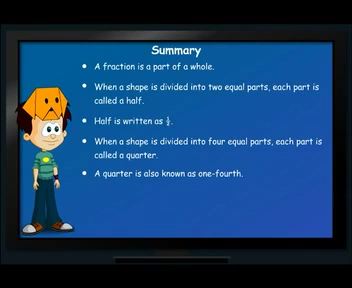 Summary
• A fraction is a part of a whole.
• When a shape is divided into two equal parts, each part is
called a half.
• Half is written as ½.
• When a shape is divided into four equal parts, each part is
called a quarter.
• A quarter is also known as one-fourth.